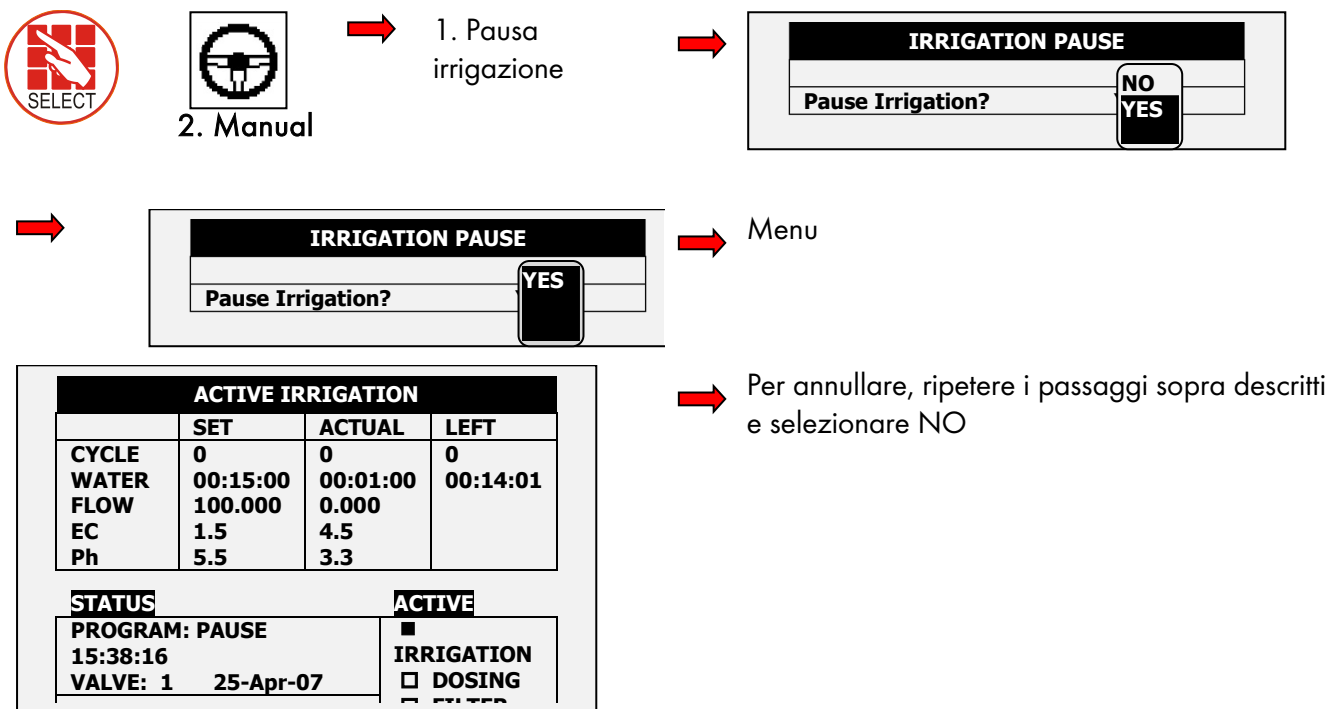 SELECT
2. Manual
1. Pausa
irrigazione
IRRIGATION PAUSE
Pause Irrigation?
NO
YES
IRRIGATION PAUSE
Pause Irrigation?
YES
Menu
ACTIVE IRRIGATION
SET ACTUAL LEFT
CYCLE 0 0 0
WATER 00:15:00 00:01:00 00:14:01
FLOW 100.000 0.000
EC 1.5 4.5
Ph 5.5 3.3
STATUS ACTIVE
PROGRAM: PAUSE ■
15:38:16 IRRIGATION
VALVE: 1 25-Apr-07 □ DOSING
Per annullare, ripetere i passaggi sopra descritti
e selezionare NO